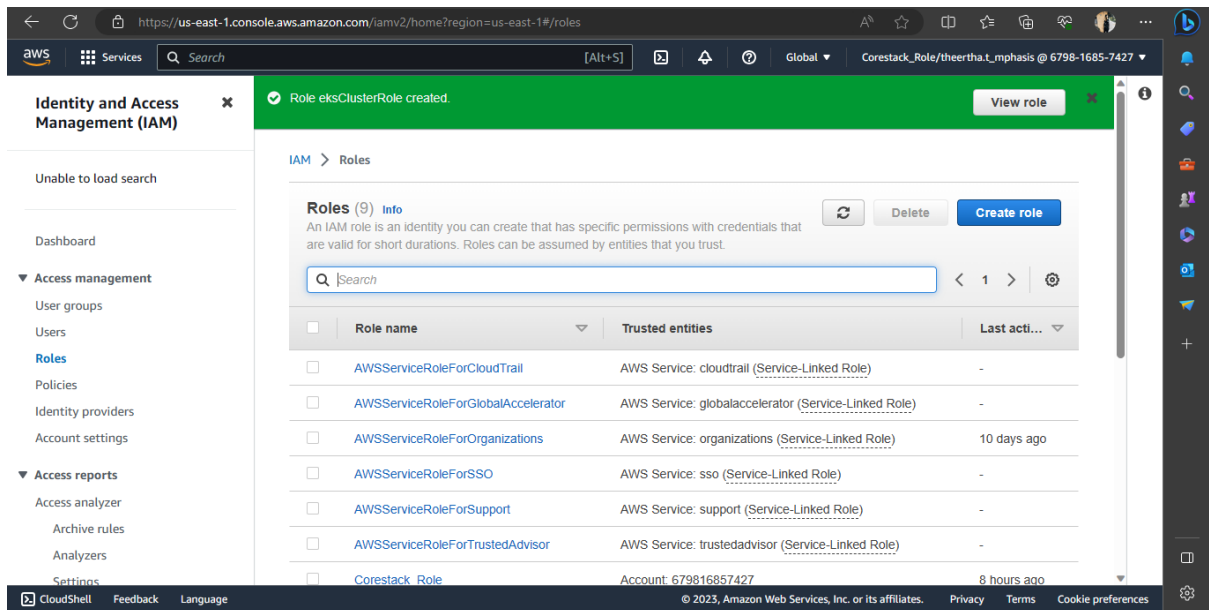 https://us-east-1.console.aws.amazon.com/iamv2/home?region=us-east-1#/roles
aws
Services
Search
[Alt+S]
Global
Corestack_Role/theertha.t_mphasis @ 6798-1685-7427
Identity and Access
Management (IAM)
Unable to load search
Dashboard
Access management
User groups
Users
Roles
Policies
Identity providers
Account settings
Access reports
Access analyzer
Archive rules
Analyzers
Settings
Role eksClusterRole created.
View role
IAM > Roles
Roles (9) Info
An IAM role is an identity you can create that has specific permissions with credentials that
are valid for short durations. Roles can be assumed by entities that you trust.
Delete
Create role
Search
1
Role name Trusted entities Last acti...
AWSServiceRoleForCloudTrail AWS Service: cloudtrail (Service-Linked Role) -
AWSServiceRoleForGlobalAccelerator AWS Service: globalaccelerator (Service-Linked Role) -
AWSServiceRoleForOrganizations AWS Service: organizations (Service-Linked Role) 10 days ago
AWSServiceRoleForSSO AWS Service: sso (Service-Linked Role) -
AWSServiceRoleForSupport AWS Service: support (Service-Linked Role) -
AWSServiceRoleForTrustedAdvisor AWS Service: trustedadvisor (Service-Linked Role) -
Corestack_Role Account: 679816857427 8 hours ago
CloudShell Feedback Language © 2023, Amazon Web Services, Inc. or its affiliates. Privacy Terms Cookie preferences